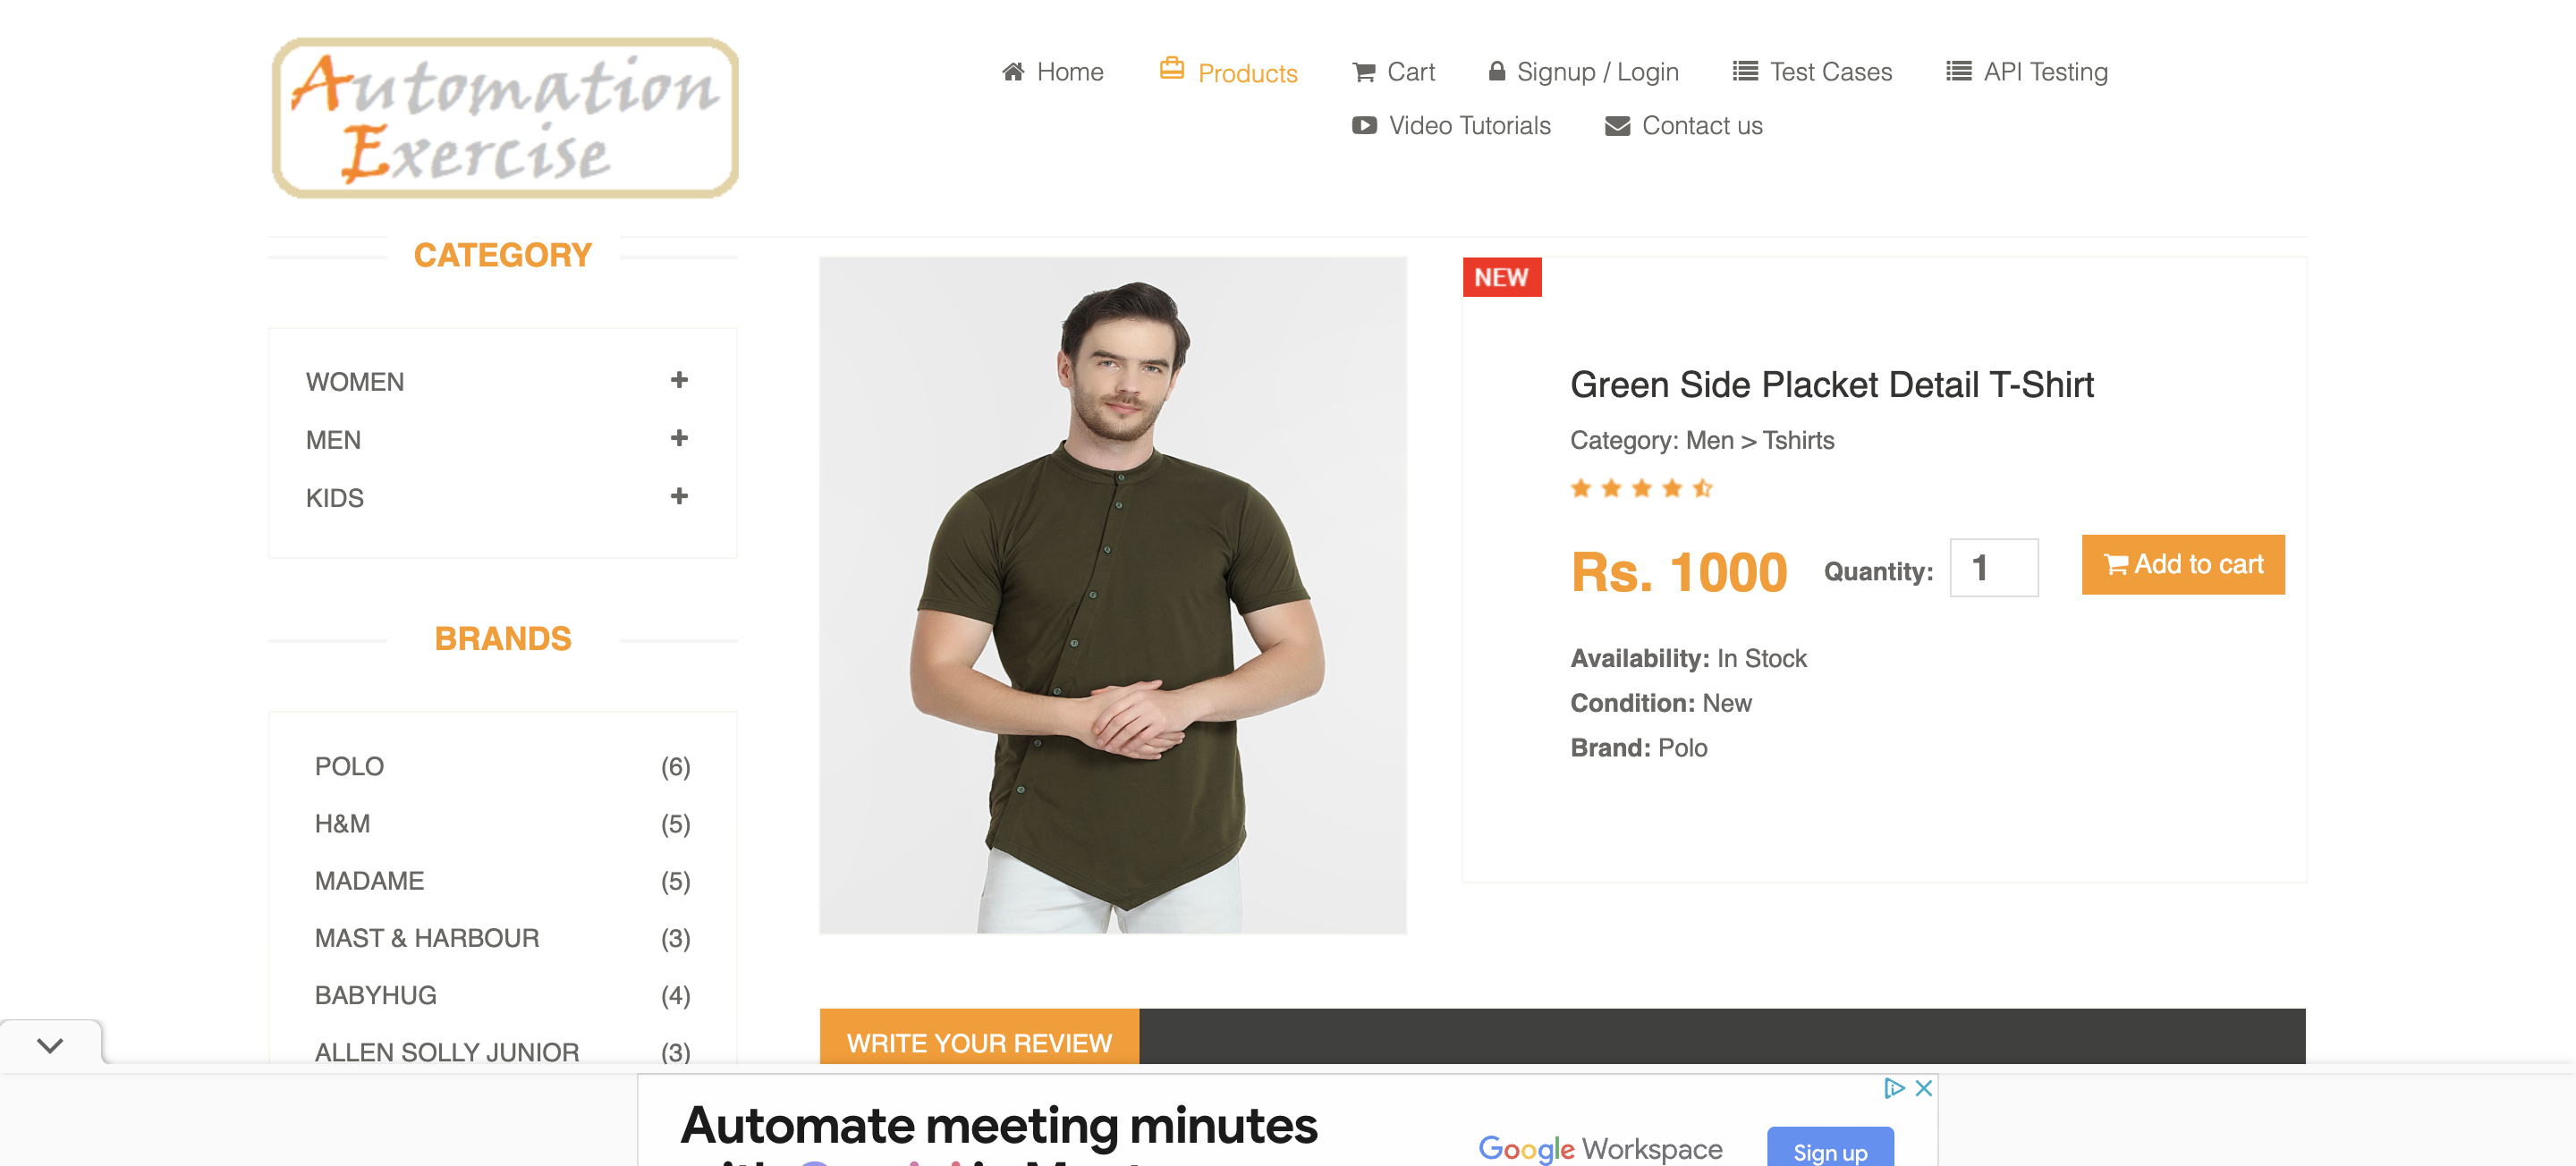 Automation
Exercise
Home
Products
Cart
Signup / Login
Test Cases
API Testing
Video Tutorials
Contact us
CATEGORY
WOMEN
MEN
KIDS
BRANDS
POLO (6)
H&M (5)
MADAME (5)
MAST & HARBOUR (3)
BABYHUG (4)
ALLEN SOLLY JUNIOR (3)
NEW
Green Side Placket Detail T-Shirt
Category: Men > Tshirts
Rs. 1000
Quantity: 1
Add to cart
Availability: In Stock
Condition: New
Brand: Polo
WRITE YOUR REVIEW
Automate meeting minutes
Google Workspace
Sign up